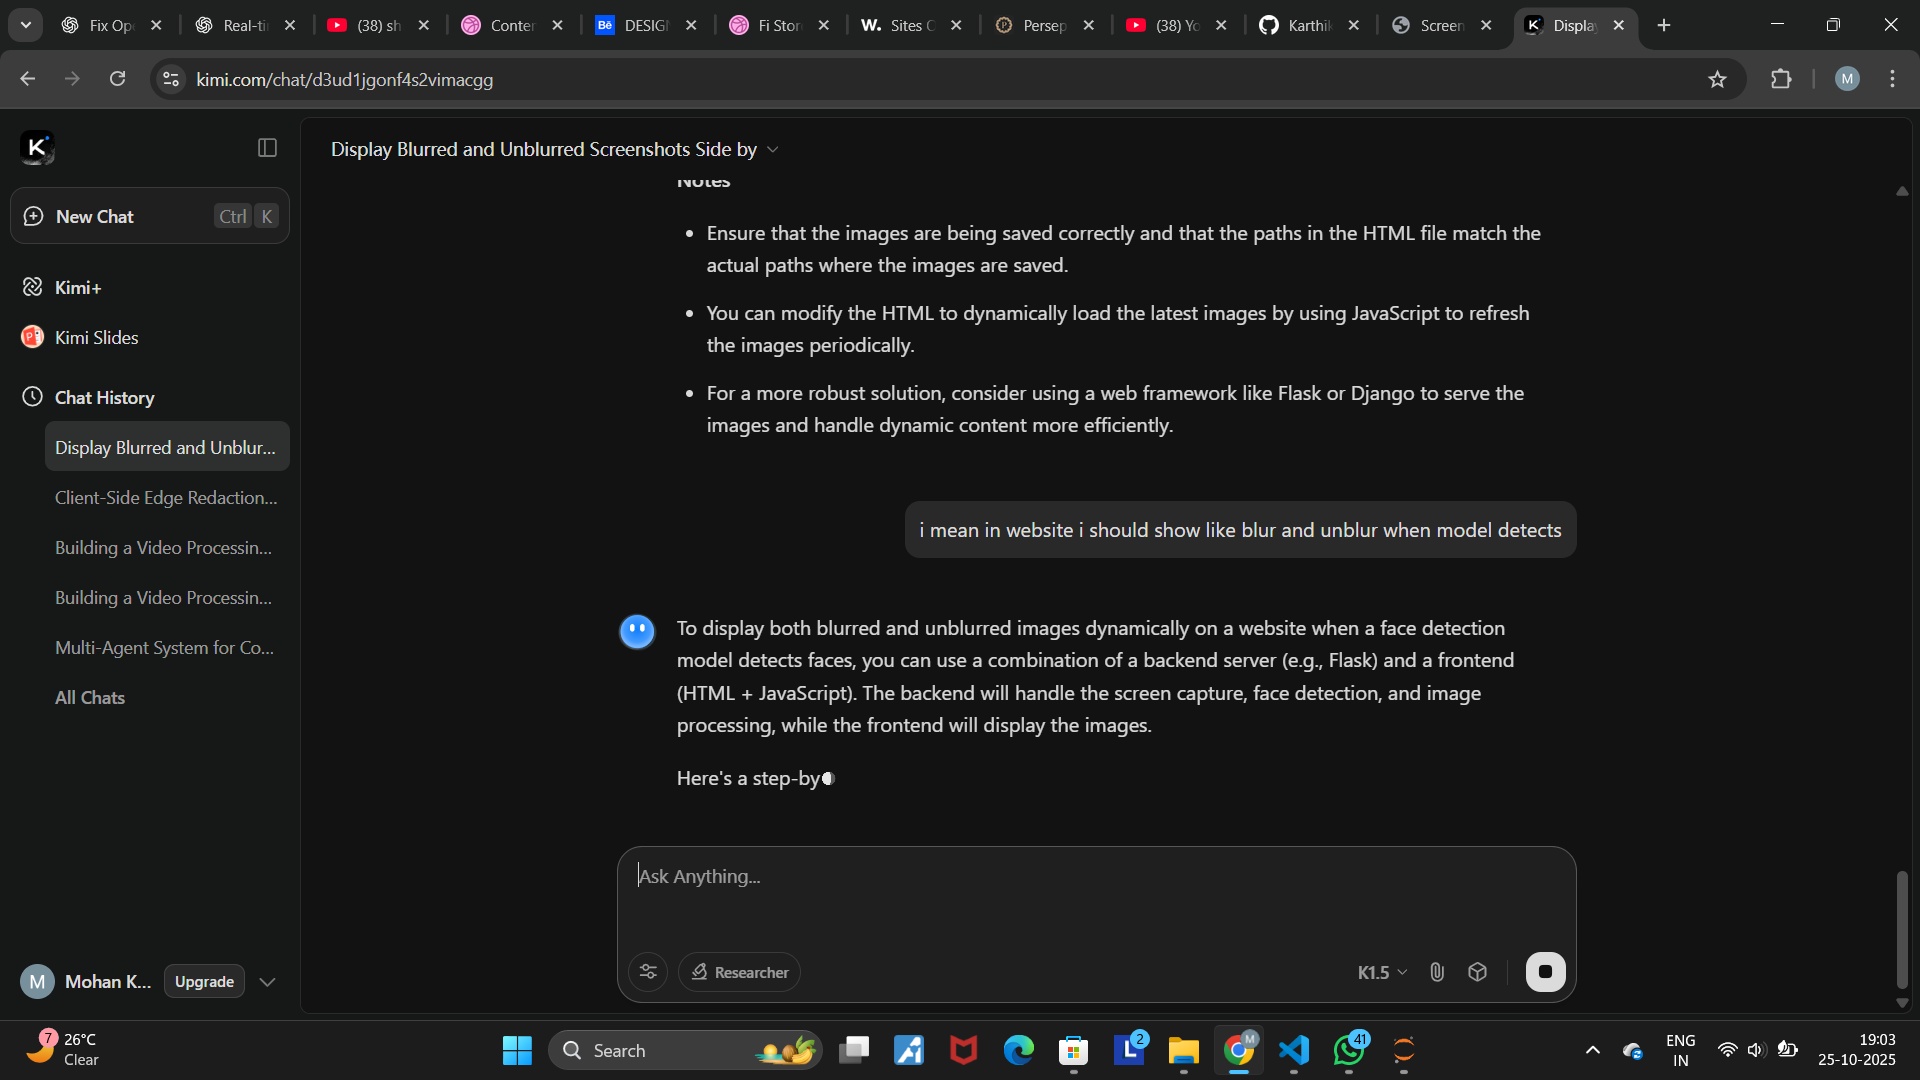 Fix Op
Real-ti
(38) sh
Conter
Bē
DESIG
Fi Stor
W.
Sites
Persep
(38) Yo
Karthik
Screen
Displa
kimi.com/chat/d3ud1jgonf4s2vimacgg
M
K
Display Blurred and Unblurred Screenshots Side by
New Chat
Ctrl K
Kimi+
Kimi Slides
Chat History
Display Blurred and Unblur...
Client-Side Edge Redaction...
Building a Video Processin...
Building a Video Processin...
Multi-Agent System for Co...
All Chats
Notes
• Ensure that the images are being saved correctly and that the paths in the HTML file match the
actual paths where the images are saved.
• You can modify the HTML to dynamically load the latest images by using JavaScript to refresh
the images periodically.
• For a more robust solution, consider using a web framework like Flask or Django to serve the
images and handle dynamic content more efficiently.
i mean in website i should show like blur and unblur when model detects
To display both blurred and unblurred images dynamically on a website when a face detection
model detects faces, you can use a combination of a backend server (e.g., Flask) and a frontend
(HTML + JavaScript). The backend will handle the screen capture, face detection, and image
processing, while the frontend will display the images.
Here's a step-by
Ask Anything...
Researcher
K1.5
M
Mohan K...
Upgrade
7
26°C
Clear
Search
L
2
M
41
ENG
IN
19:03
25-10-2025